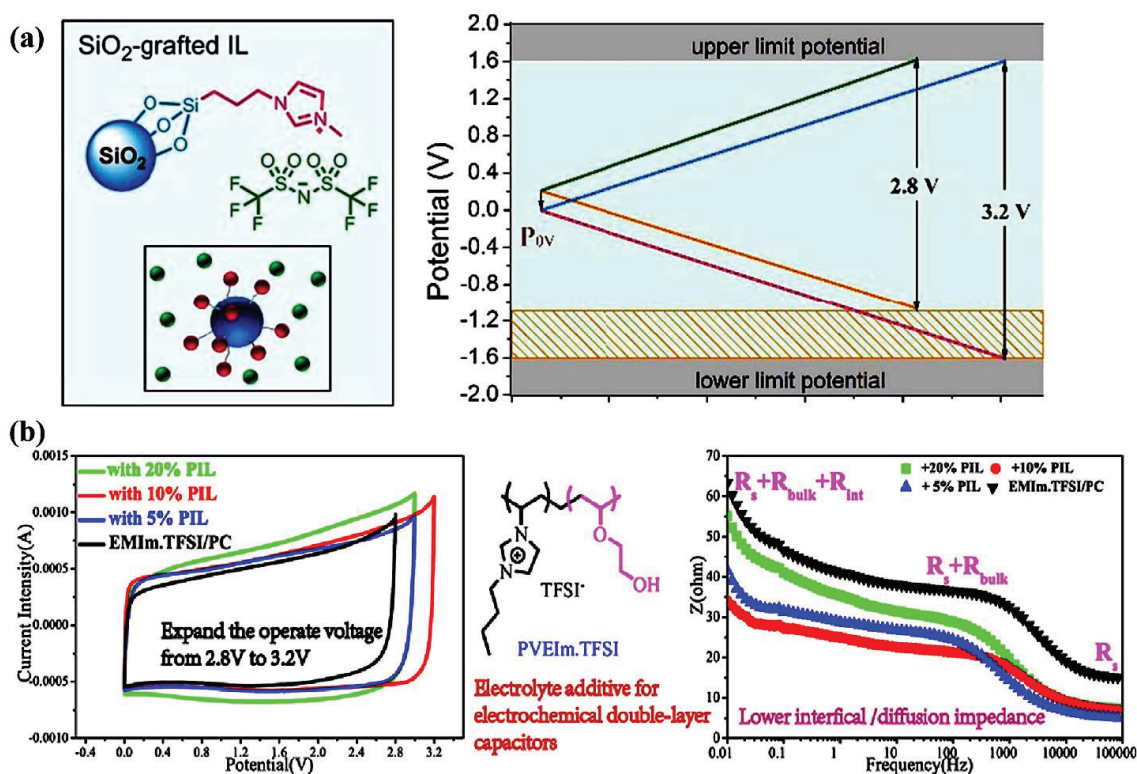 (a)
SiO2-grafted IL
O
O
Si
O
SiO2
N
N
+
O O O O
F S S F
F N F
F F
-
upper limit potential
1.6
1.2
0.8
0.4
0.0
-0.4
-0.8
-1.2
-1.6
-2.0
Potential (V)
P0V
2.8 V
3.2 V
lower limit potential
(b)
0.0015
0.0010
0.0005
0.0000
-0.0005
-0.0010
Current Intensity(A)
with 20% PIL
with 10% PIL
with 5% PIL
EMIm.TFSI/PC
Expand the operate voltage
from 2.8V to 3.2V
-0.4 0.0 0.4 0.8 1.2 1.6 2.0 2.4 2.8 3.2
Potential(V)
N
+
N
O
OH
TFSI-
PVEIm.TFSI
Electrolyte additive for
electrochemical double-layer
capacitors
70
60
50
40
30
20
10
0
Z(ohm)
+20% PIL +10% PIL
+ 5% PIL EMIm.TFSI/PC
Rs+Rbulk+Rint
Rs+Rbulk
Rs
Lower interfical /diffusion impedance
0.01 0.1 1 10 100 1000 10000 100000
Frequency(Hz)